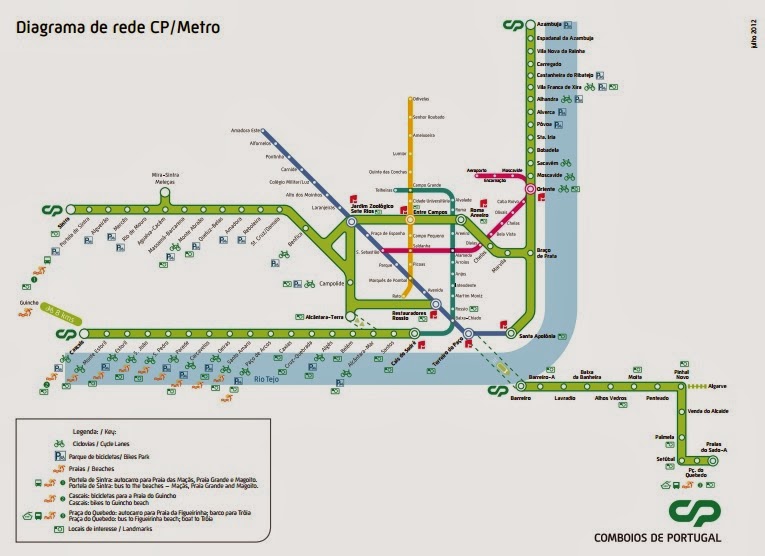 Diagrama de rede CP/Metro
julho 2012
Azambuja
Espadanal da Azambuja
Vila Nova da Rainha
Carregado
Castanheira do Ribatejo
Vila Franca de Xira
Alhandra
Alverca
Póvoa
Sta. Iria
Bobadela
Sacavém
Moscavide
Oriente
Braço
de Prata
Santa Apolónia
Odivelas
Senhor Roubado
Ameixoeira
Lumiar
Quinta das Conchas
Campo Grande
Telheiras
Cidade Universitária
Entre Campos
Campo Pequeno
Saldanha
Picoas
Marquês de Pombal
Rato
Amadora Este
Alfornelos
Pontinha
Carnide
Colégio Militar/Luz
Alto dos Moinhos
Laranjeiras
Jardim Zoológico
Sete Rios
Praça de Espanha
S. Sebastião
Parque
Avenida
Restauradores
Rossio
Baixa-Chiado
Terreiro do Paço
Aeroporto
Encarnação
Moscavide
Cabo Ruivo
Olivais
Chelas
Bela Vista
Olaias
Alameda
Alvalade
Roma
Roma
Areeiro
Areeiro
Arroios
Anjos
Intendente
Martim Moniz
Rossio
Chelas
Marvila
Mira-Sintra
Meleças
Sintra
Portela de Sintra
Algueirão
Mercês
Rio de Mouro
Agualva-Cacém
Massamá-Barcarena
Monte Abraão
Queluz-Belas
Amadora
Reboleira
St. Cruz/Damaia
Benfica
Campolide
Alcântara-Terra
Guincho
a 8 kms
Cascais
Monte Estoril
Estoril
S. João
S. Pedro
Parede
Carcavelos
Oeiras
Santo Amaro
Paço de Arcos
Caxias
Cruz-Quebrada
Algés
Belém
Alcântara-Mar
Santos
Cais do Sodré
Rio Tejo
Barreiro
Barreiro-A
Lavradio
Baixa
da Banheira
Alhos Vedros
Moita
Penteado
Pinhal
Novo
Algarve
Venda do Alcaide
Palmela
Setúbal
Pç. do
Quebedo
Praias
do Sado-A
Legenda: / Key:
Ciclovias / Cycle Lanes
Parque de bicicletas/ Bikes Park
Praias / Beaches
Portela de Sintra: autocarro para Praia das Maçãs, Praia Grande e Magoito.
Portela de Sintra: bus to the beaches – Maçãs, Praia Grande and Magoito.
Cascais: bicicletas para a Praia do Guincho
Cascais: bikes to Guincho beach
Praça do Quebedo: autocarro para Praia da Figueirinha; barco para Tróia
Praça do Quebedo: bus to Figueirinha beach; boat to Tróia
Locais de interesse / Landmarks
CP
COMBOIOS DE PORTUGAL